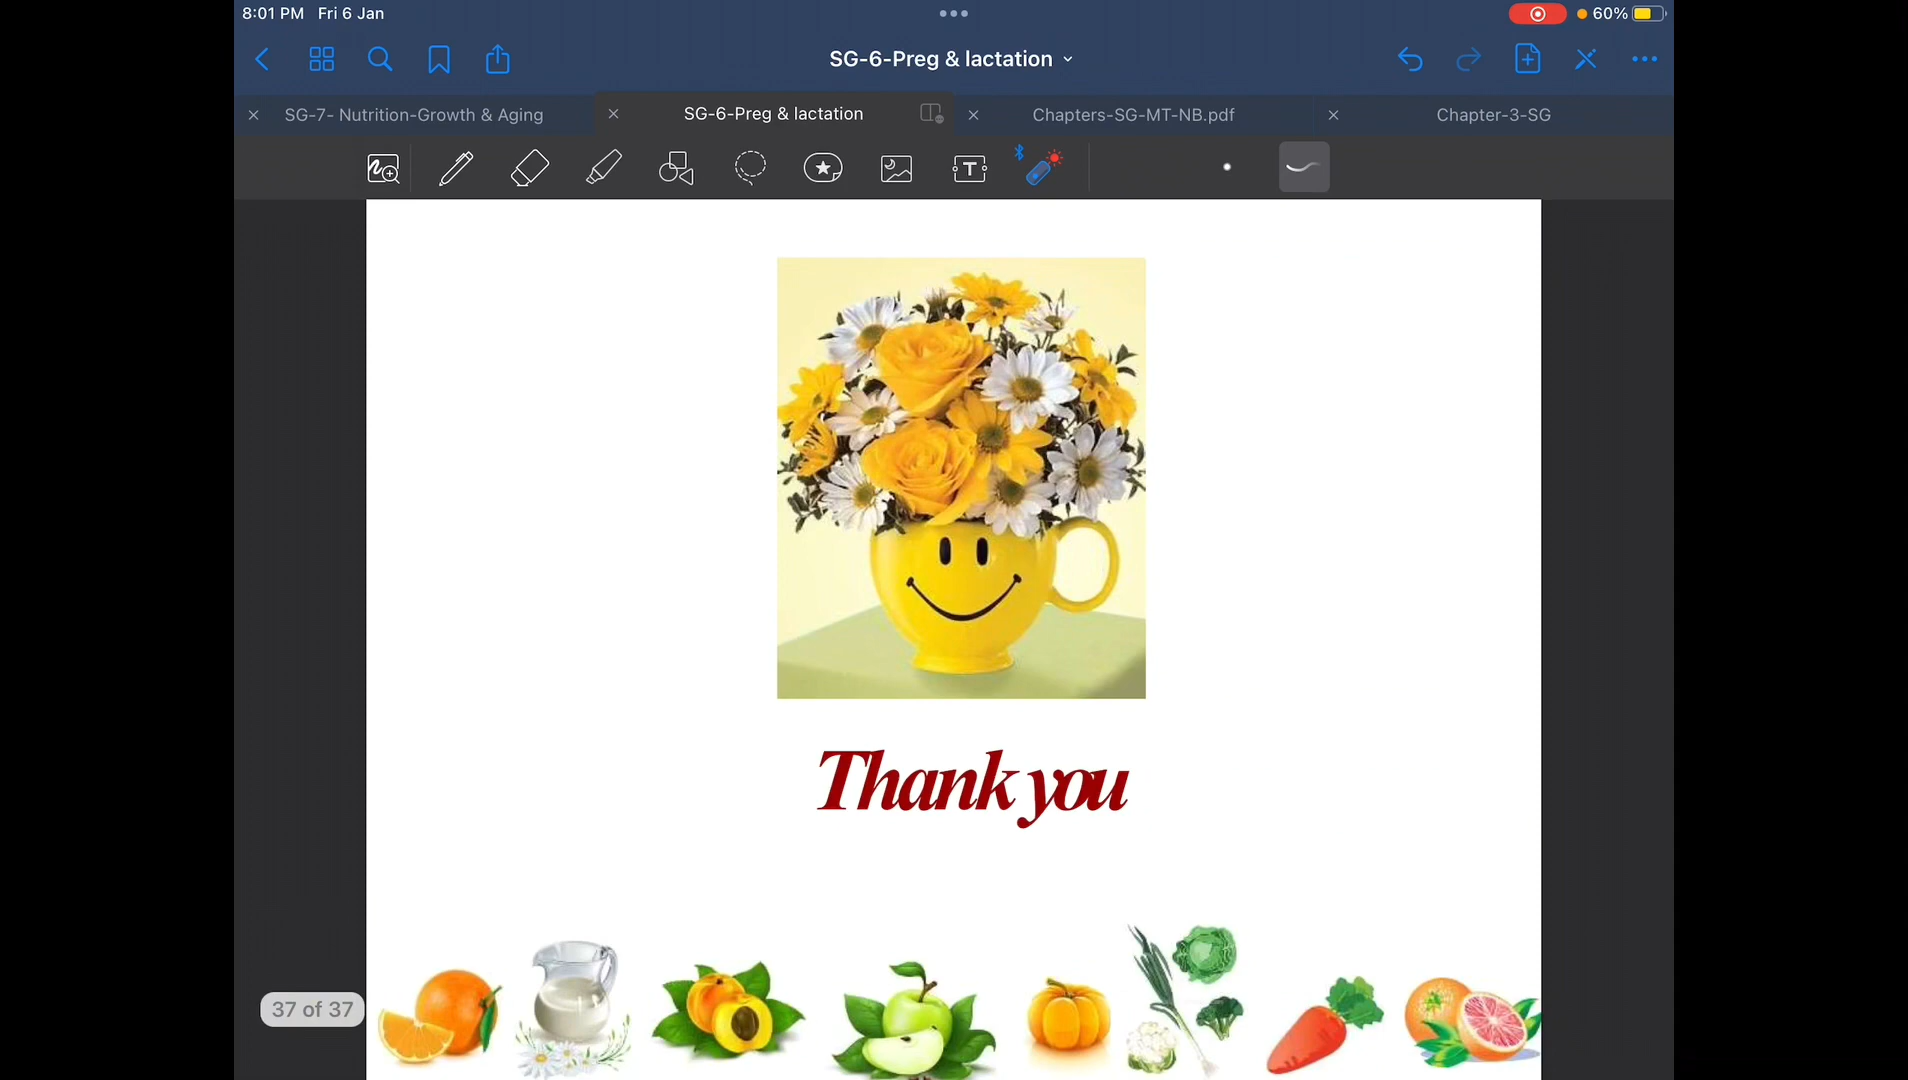 8:01 PM Fri 6 Jan
60%
SG-6-Preg & lactation
SG-7- Nutrition-Growth & Aging
SG-6-Preg & lactation
Chapters-SG-MT-NB.pdf
Chapter-3-SG
T
Thank you
37 of 37